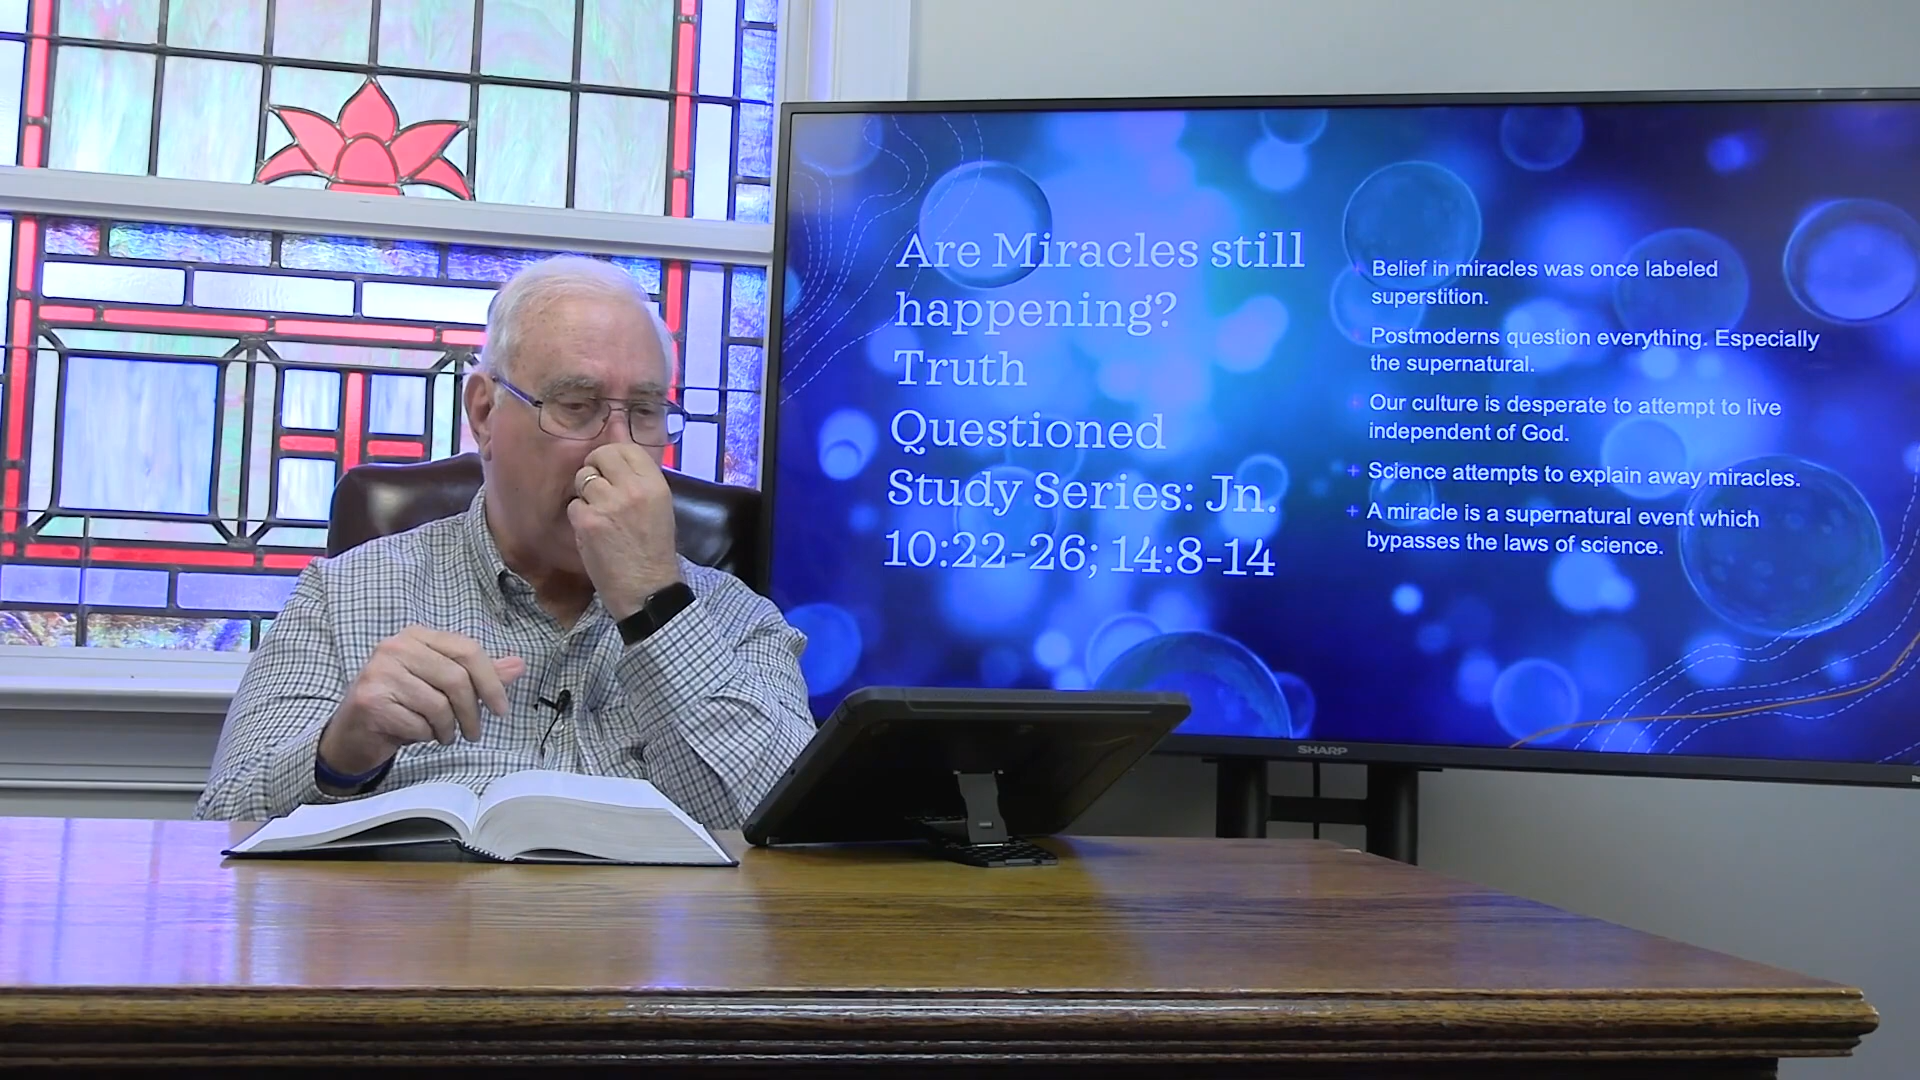 Are Miracles still
happening?
Truth
Questioned
Study Series: Jn.
10:22-26; 14:8-14
+ Belief in miracles was once labeled
superstition.
+ Postmoderns question everything. Especially
the supernatural.
+ Our culture is desperate to attempt to live
independent of God.
+ Science attempts to explain away miracles.
+ A miracle is a supernatural event which
bypasses the laws of science.
SHARP